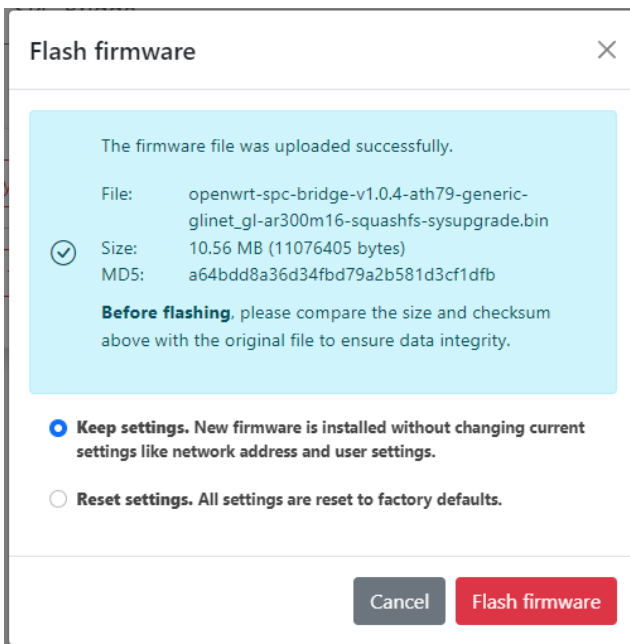 Flash firmware
The firmware file was uploaded successfully.
File: openwrt-spc-bridge-v1.0.4-ath79-generic-
glinet_gl-ar300m16-squashfs-sysupgrade.bin
Size: 10.56 MB (11076405 bytes)
MD5: a64bdd8a36d34fbd79a2b581d3cf1dfb
Before flashing, please compare the size and checksum
above with the original file to ensure data integrity.
Keep settings. New firmware is installed without changing current
settings like network address and user settings.
Reset settings. All settings are reset to factory defaults.
Cancel Flash firmware